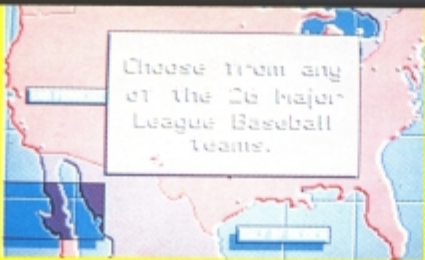 Choose from any
of the 26 Major
League Baseball
teams.